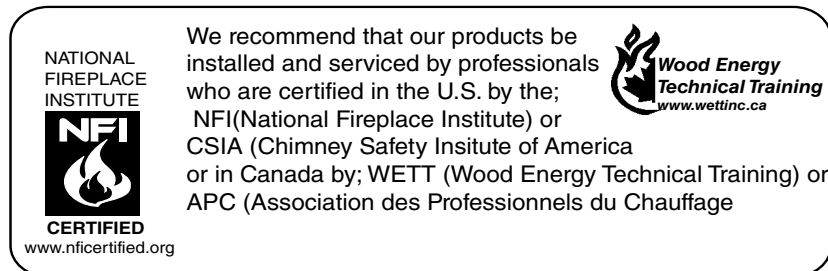 NATIONAL
FIREPLACE
INSTITUTE
NFI
CERTIFIED
www.nficertified.org
We recommend that our products be
installed and serviced by professionals
who are certified in the U.S. by the;
NFI(National Fireplace Institute) or
CSIA (Chimney Safety Insitute of America
or in Canada by; WETT (Wood Energy Technical Training) or
APC (Association des Professionnels du Chauffage
Wood Energy
Technical Training
www.wettinc.ca